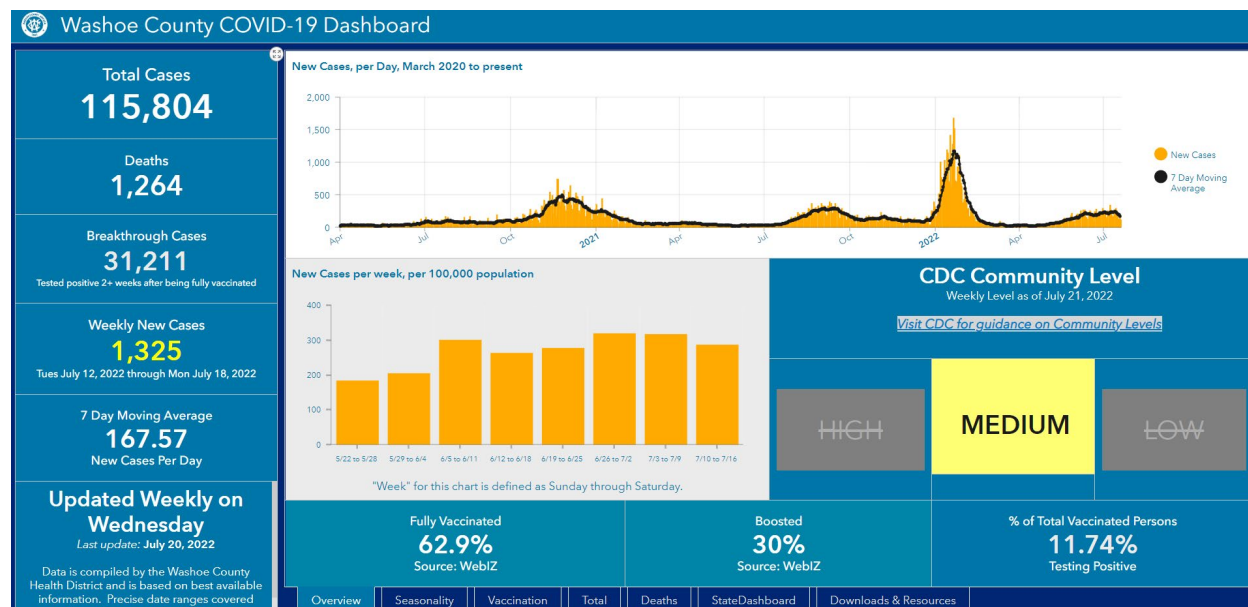 Washoe County COVID-19 Dashboard
Total Cases
115,804
Deaths
1,264
Breakthrough Cases
31,211
Tested positive 2+ weeks after being fully vaccinated
Weekly New Cases
1,325
Tues July 12, 2022 through Mon July 18, 2022
7 Day Moving Average
167.57
New Cases Per Day
Updated Weekly on
Wednesday
Last update: July 20, 2022
Data is compiled by the Washoe County
Health District and is based on best available
information. Precise date ranges covered
New Cases, per Day, March 2020 to present
2,000
1,500
1,000
500
0
Apr Jul Oct 2021 Apr Jul Oct 2022 Apr Jul
New Cases
7 Day Moving
Average
New Cases per week, per 100,000 population
400
300
200
100
0
5/22 to 5/28 5/29 to 6/4 6/5 to 6/11 6/12 to 6/18 6/19 to 6/25 6/26 to 7/2 7/3 to 7/9 7/10 to 7/16
"Week" for this chart is defined as Sunday through Saturday.
CDC Community Level
Weekly Level as of July 21, 2022
Visit CDC for guidance on Community Levels
HIGH MEDIUM LOW
Fully Vaccinated
62.9%
Source: WebIZ
Boosted
30%
Source: WebIZ
% of Total Vaccinated Persons
11.74%
Testing Positive
Overview Seasonality Vaccination Total Deaths StateDashboard Downloads & Resources